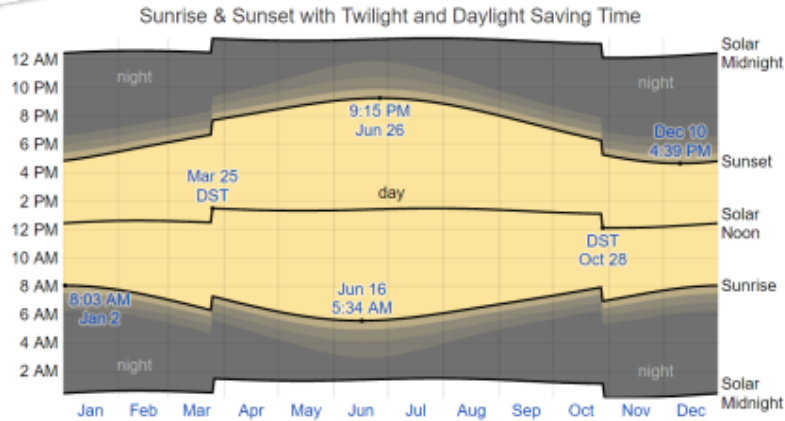 Sunrise & Sunset with Twilight and Daylight Saving Time
12 AM
10 PM
8 PM
6 PM
4 PM
2 PM
12 PM
10 AM
8 AM
6 AM
4 AM
2 AM
night
night
9:15 PM
Jun 26
Dec 10
4:39 PM
Mar 25
DST
day
DST
Oct 28
Jun 16
5:34 AM
8:03 AM
Jan 2
night
night
Solar
Midnight
Sunset
Solar
Noon
Sunrise
Solar
Midnight
Jan Feb Mar Apr May Jun Jul Aug Sep Oct Nov Dec